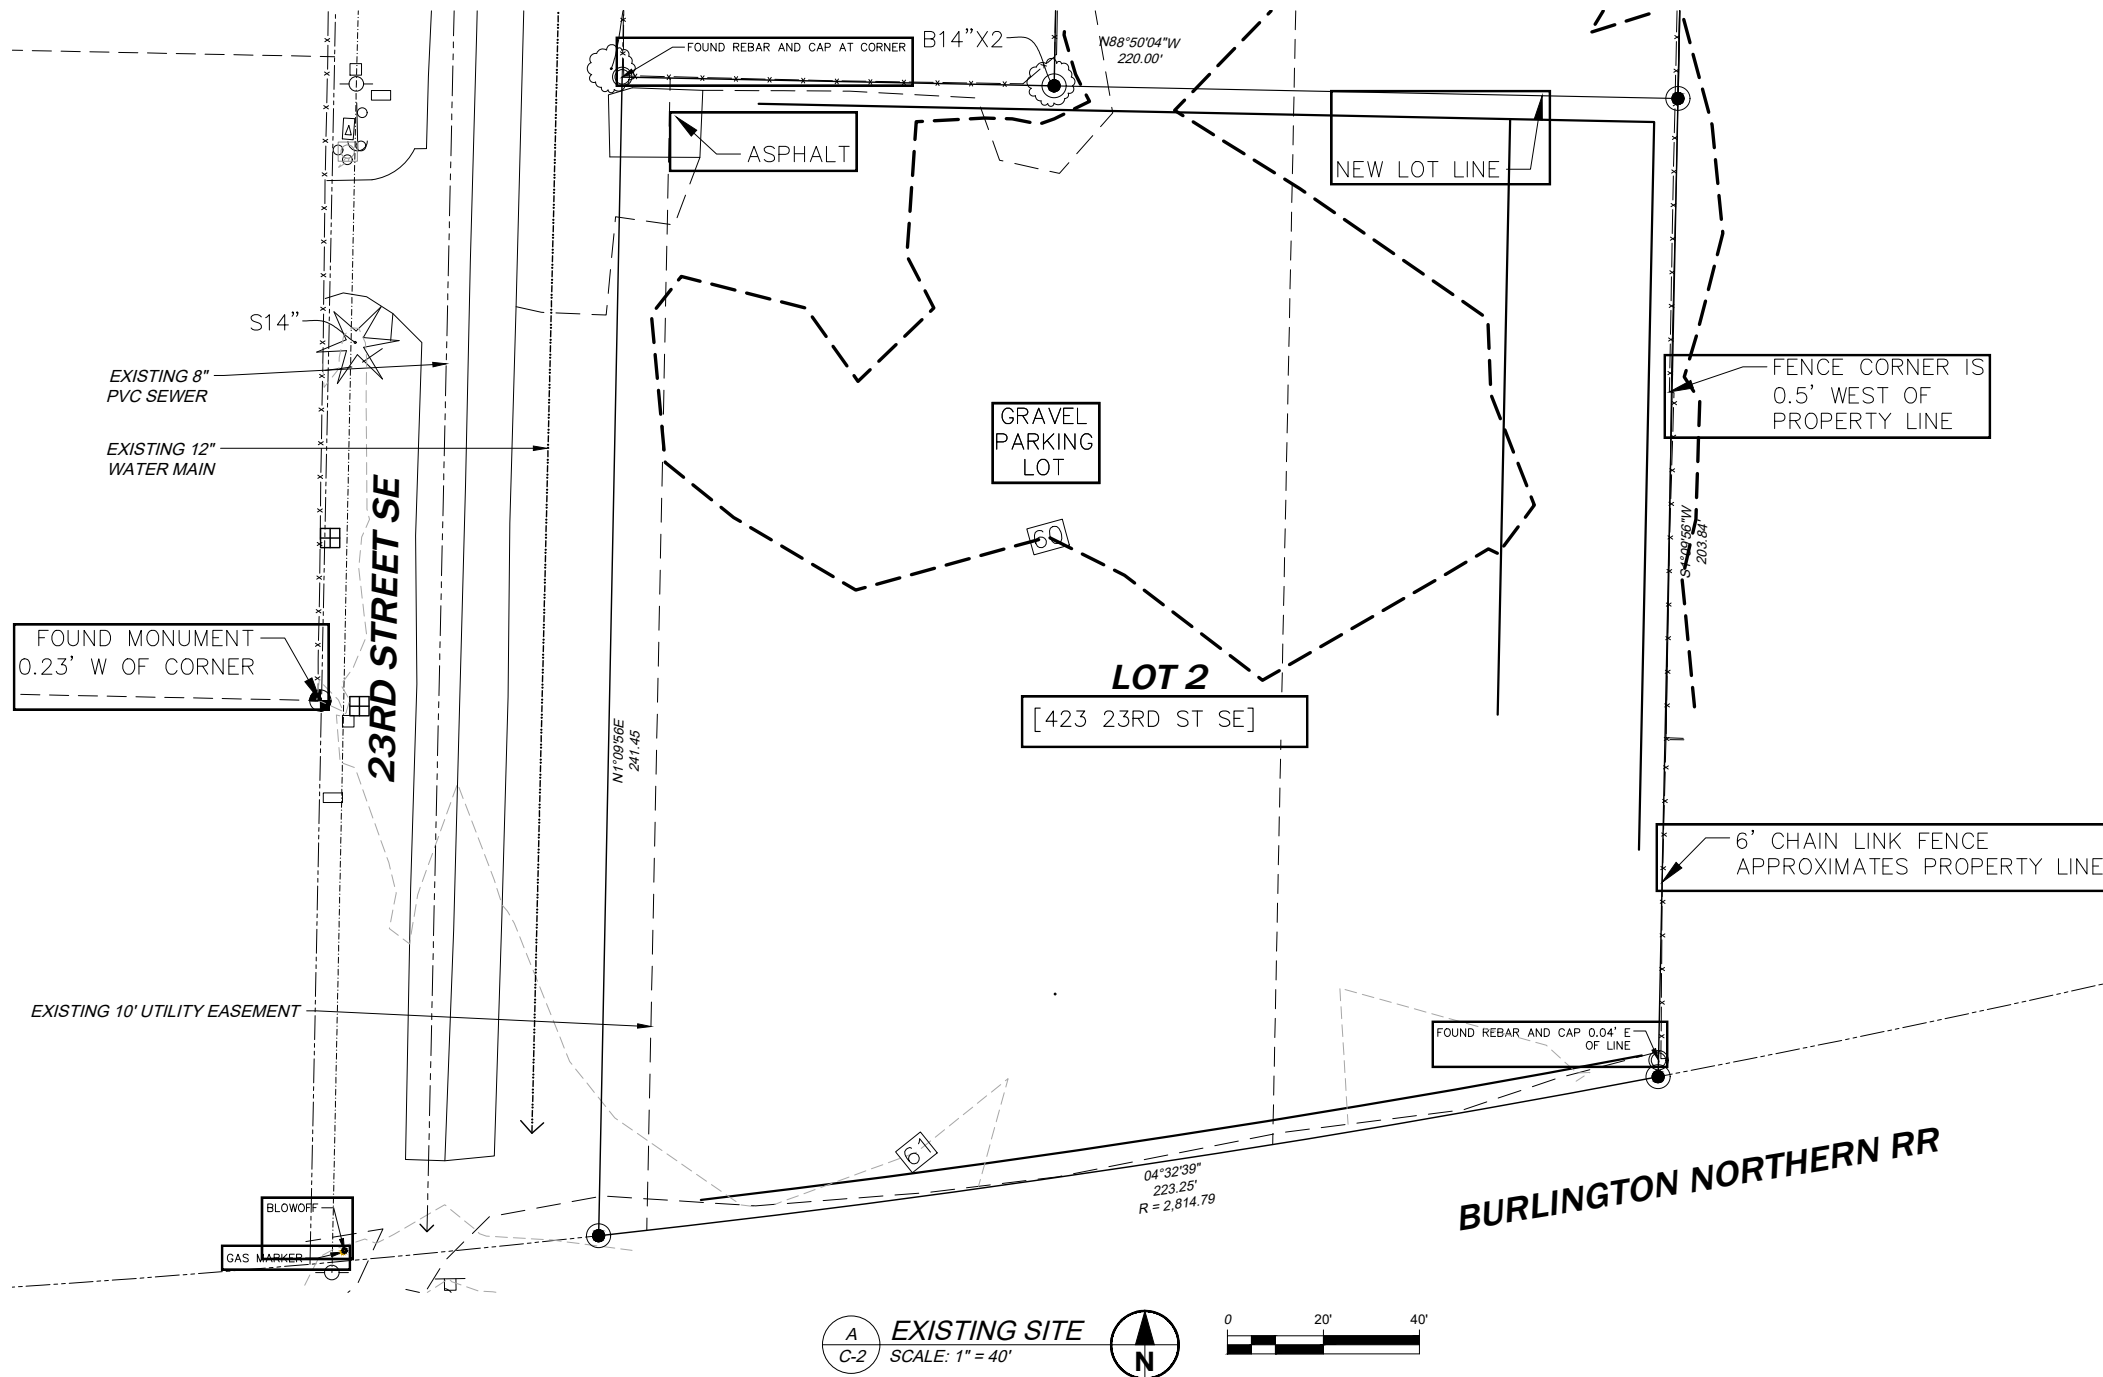 FOUND REBAR AND CAP AT CORNER
B14"X2
N88°50'04"W
220.00'
ASPHALT
NEW LOT LINE
S14"
EXISTING 8"
PVC SEWER
EXISTING 12"
WATER MAIN
23RD STREET SE
GRAVEL
PARKING
LOT
FENCE CORNER IS
0.5' WEST OF
PROPERTY LINE
60
S1°09'56"W
203.84'
FOUND MONUMENT
0.23' W OF CORNER
LOT 2
[423 23RD ST SE]
N1°09'56E
241.45
6' CHAIN LINK FENCE
APPROXIMATES PROPERTY LINE
EXISTING 10' UTILITY EASEMENT
FOUND REBAR AND CAP 0.04' E
OF LINE
61
04°32'39"
223.25'
R = 2,814.79
BURLINGTON NORTHERN RR
BLOWOFF
GAS MARKER
A
C-2
EXISTING SITE
SCALE: 1" = 40'
N
0 20' 40'